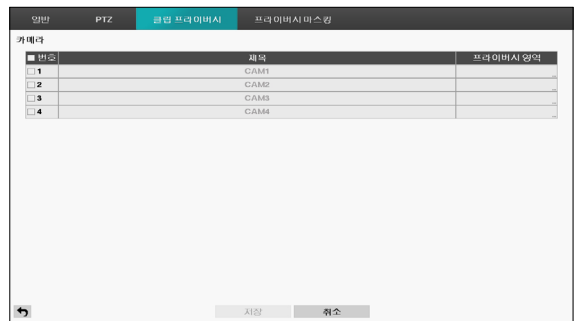 일반 PTZ 클립 프라이버시 프라이버시 마스킹
카메라
번호 제목 프라이버시 영역
1 CAM1 ...
2 CAM2 ...
3 CAM3 ...
4 CAM4 ...
저장 취소